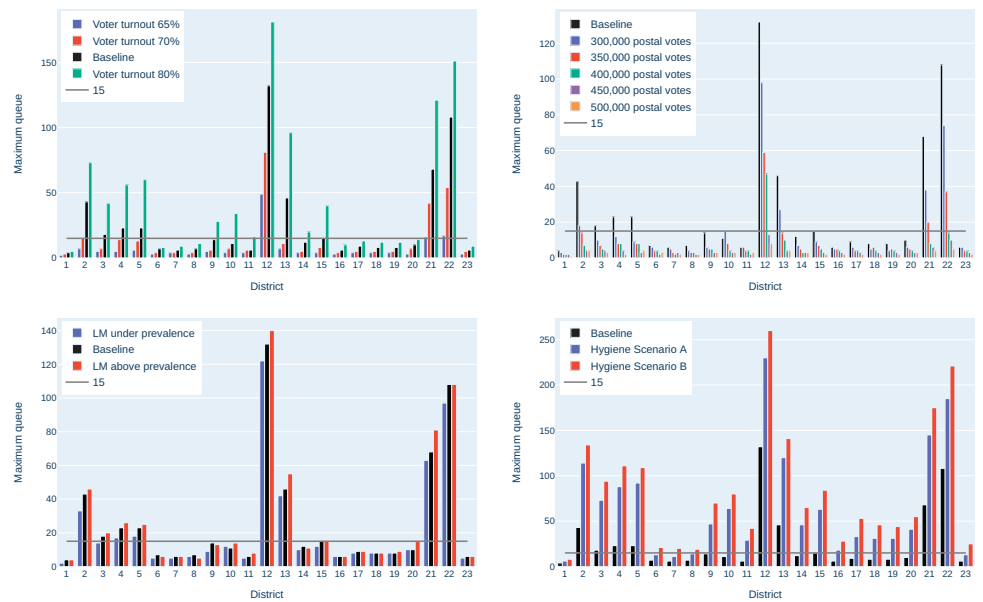 Voter turnout 65%
Voter turnout 70%
Baseline
Voter turnout 80%
15
Maximum queue
150
100
50
0
1 2 3 4 5 6 7 8 9 10 11 12 13 14 15 16 17 18 19 20 21 22 23
District
Baseline
300,000 postal votes
350,000 postal votes
400,000 postal votes
450,000 postal votes
500,000 postal votes
15
Maximum queue
120
100
80
60
40
20
0
1 2 3 4 5 6 7 8 9 10 11 12 13 14 15 16 17 18 19 20 21 22 23
District
LM under prevalence
Baseline
LM above prevalence
15
Maximum queue
140
120
100
80
60
40
20
0
1 2 3 4 5 6 7 8 9 10 11 12 13 14 15 16 17 18 19 20 21 22 23
District
Baseline
Hygiene Scenario A
Hygiene Scenario B
15
Maximum queue
250
200
150
100
50
0
1 2 3 4 5 6 7 8 9 10 11 12 13 14 15 16 17 18 19 20 21 22 23
District